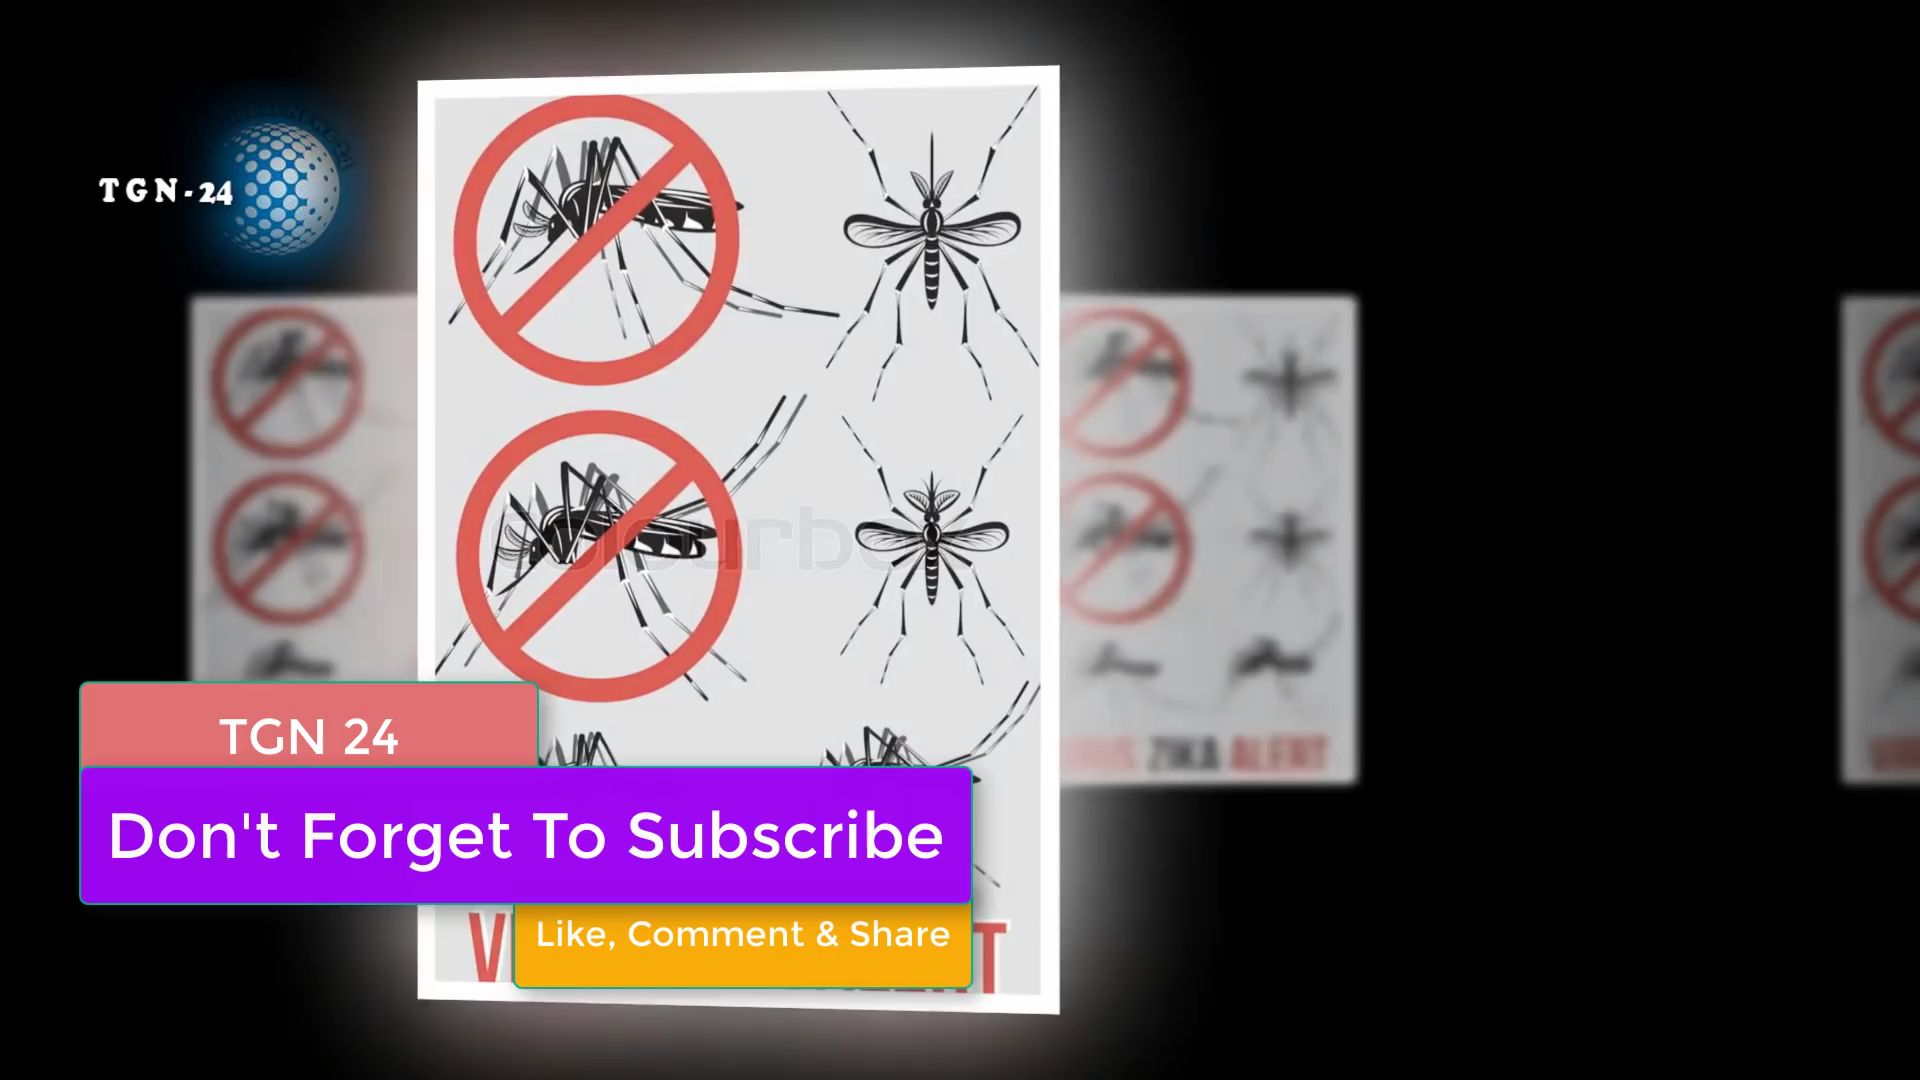 TGN-24
TGN 24
Don't Forget To Subscribe
Like, Comment & Share
ZIKA ALERT